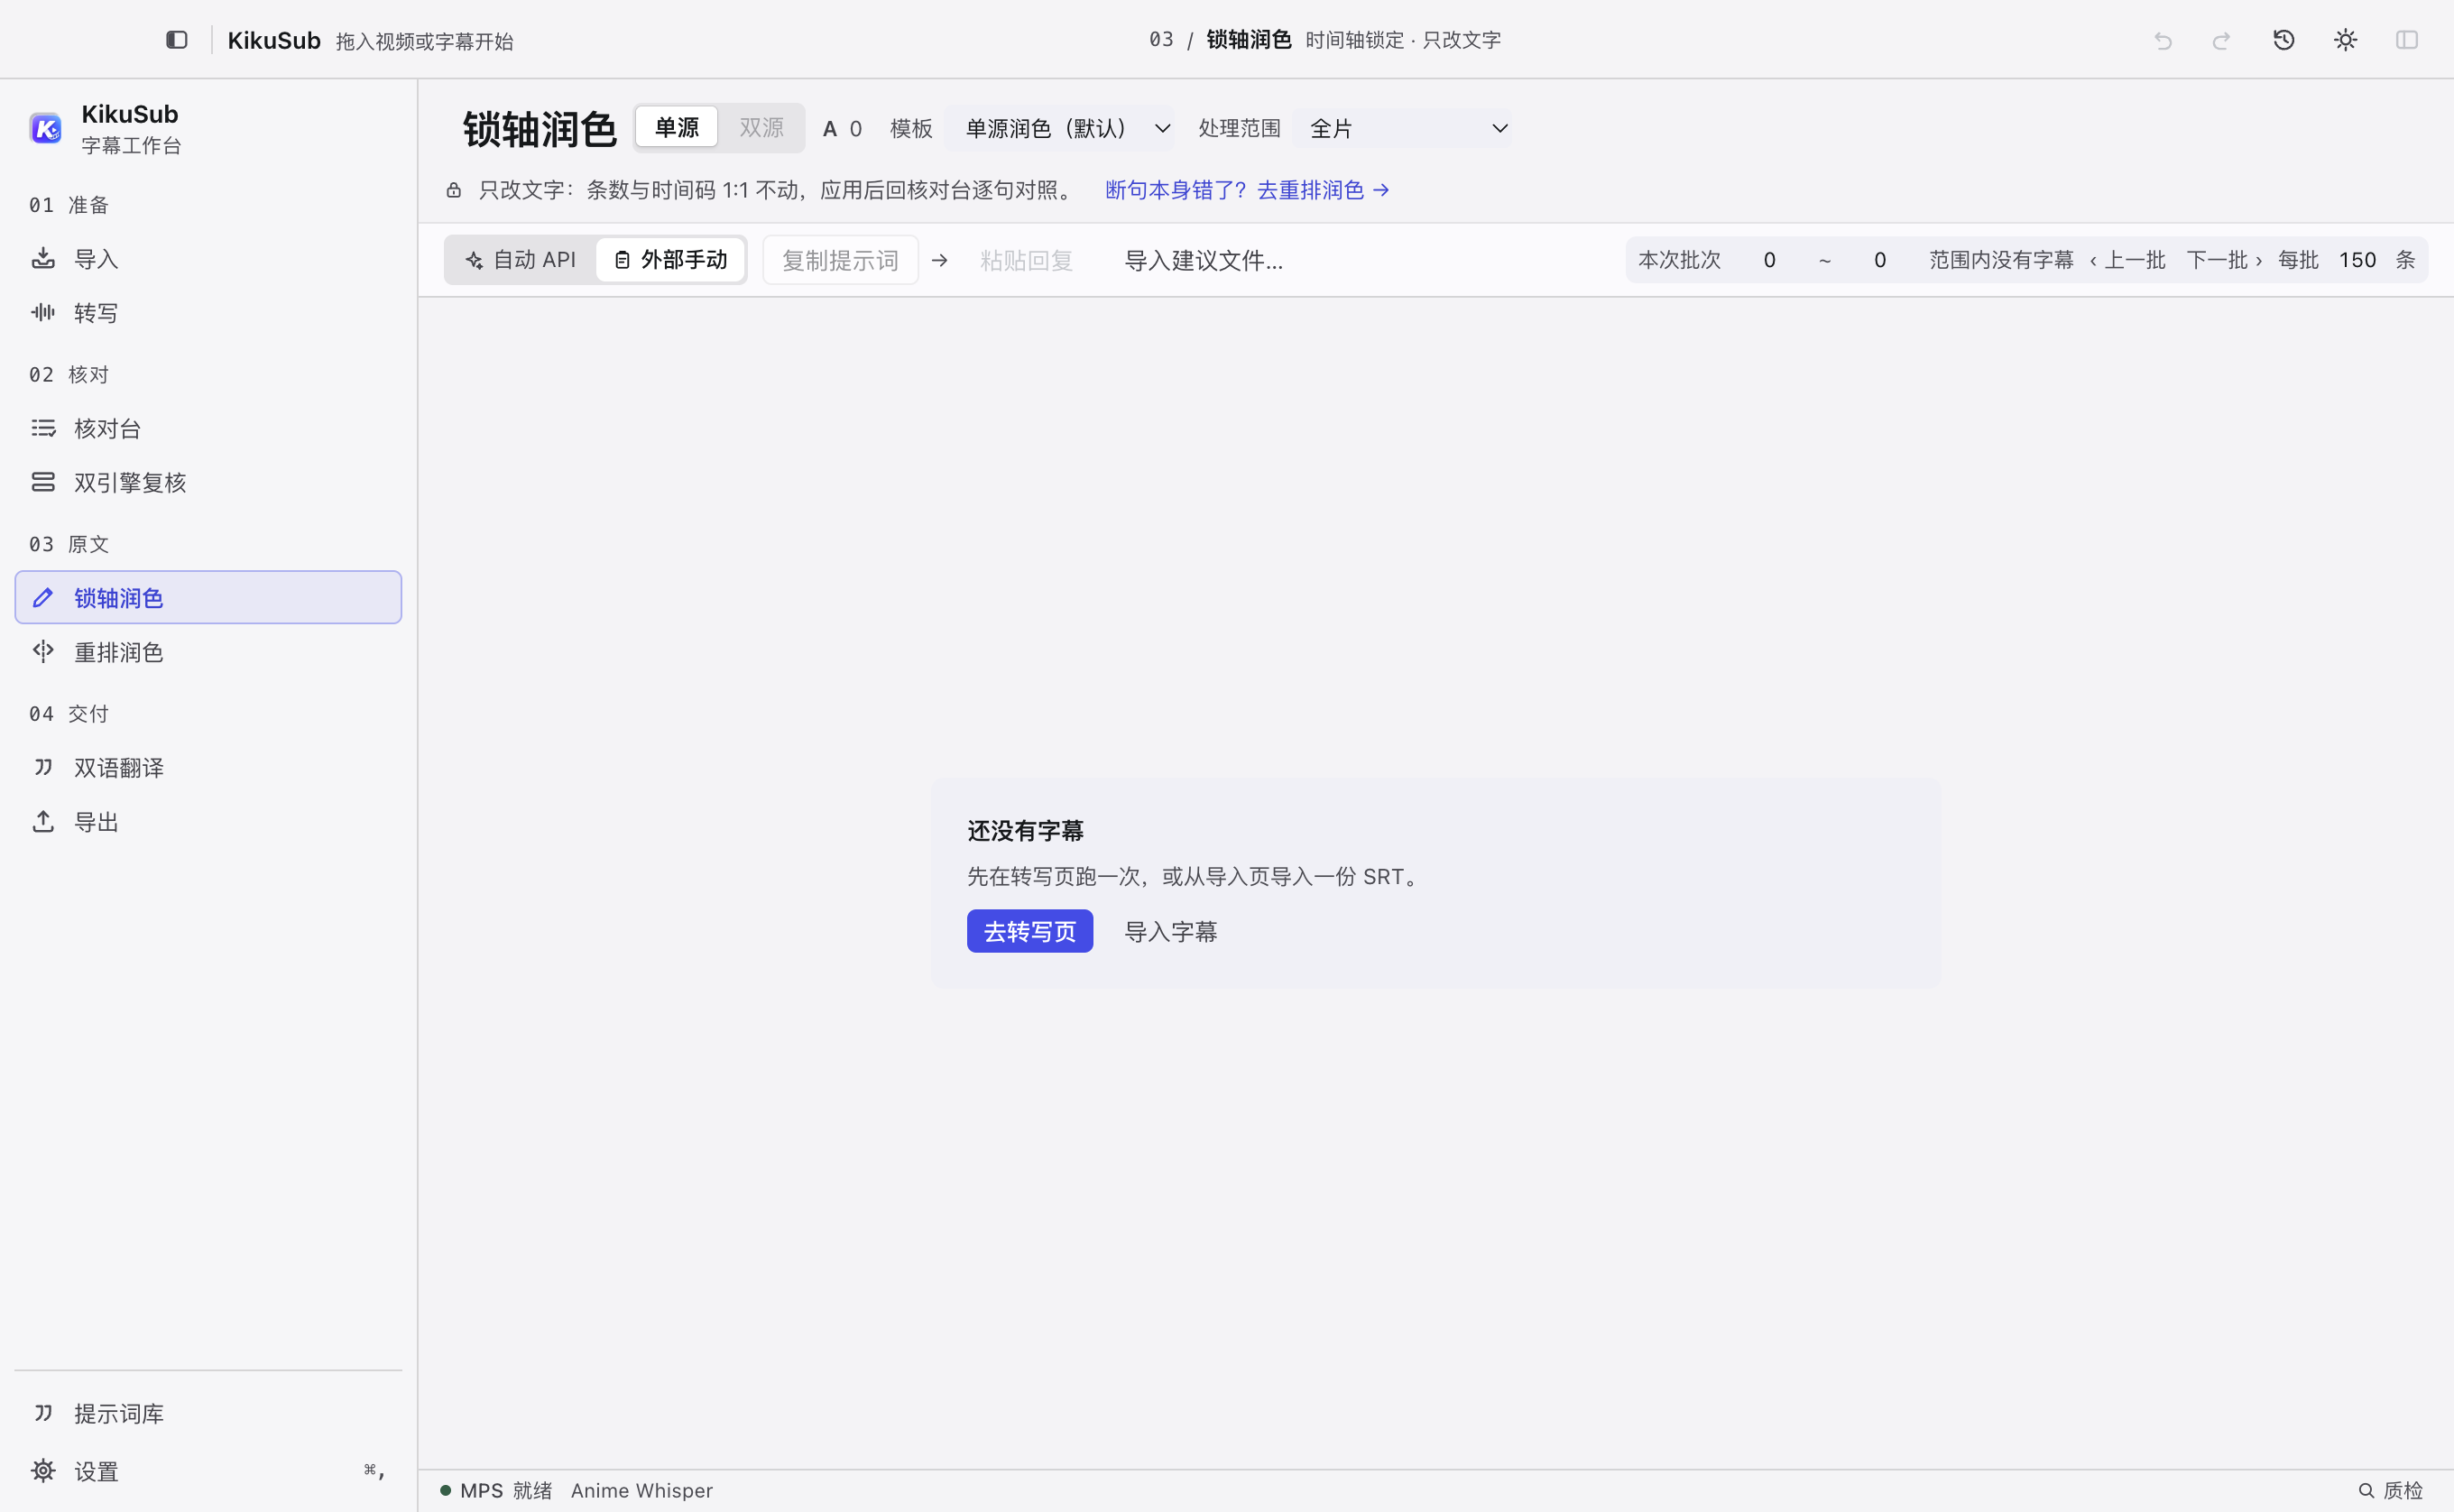 KikuSub 拖入视频或字幕开始
03 / 锁轴润色 时间轴锁定 · 只改文字
KikuSub
字幕工作台
01 准备
导入
转写
02 核对
核对台
双引擎复核
03 原文
锁轴润色
重排润色
04 交付
双语翻译
导出
提示词库
设置 ⌘,
锁轴润色 单源 双源 A 0 模板 单源润色（默认） 处理范围 全片
只改文字：条数与时间码 1:1 不动，应用后回核对台逐句对照。 断句本身错了？去重排润色 →
自动 API 外部手动 复制提示词 → 粘贴回复 导入建议文件... 本次批次 0 ~ 0 范围内没有字幕 ‹ 上一批 下一批 › 每批 150 条
还没有字幕
先在转写页跑一次，或从导入页导入一份 SRT。
去转写页 导入字幕
MPS 就绪 Anime Whisper 质检